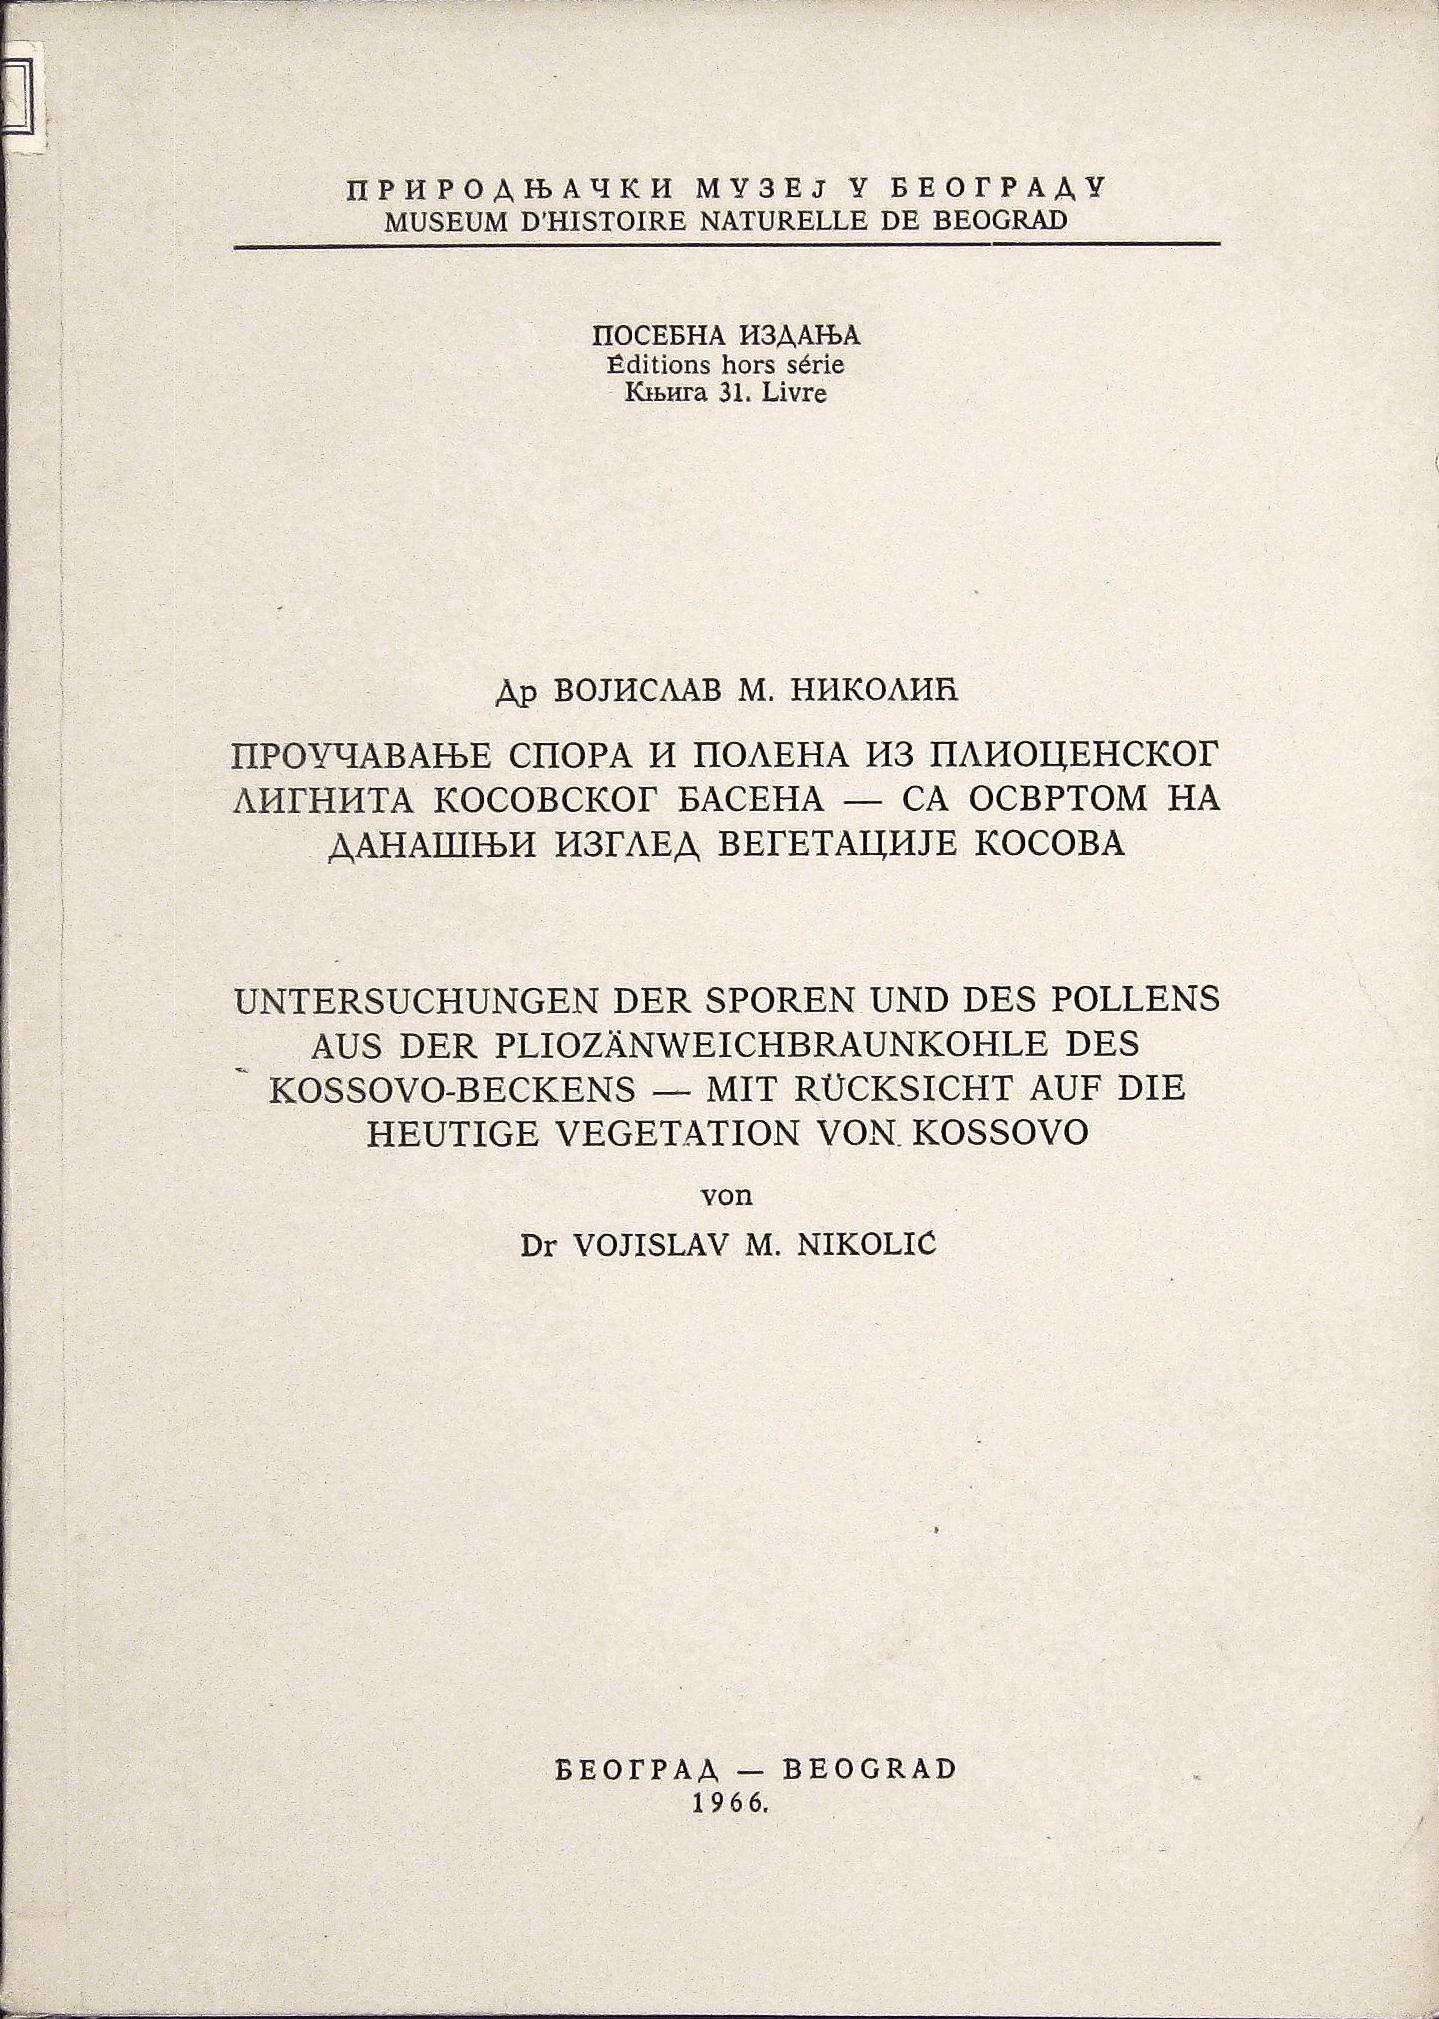 ПРИРОДЊАЧКИ МУЗЕЈ У БЕОГРАДУ
MUSEUM D'HISTOIRE NATURELLE DE BEOGRAD
ПОСЕБНА ИЗДАЊА
Éditions hors série
Књига 31. Livre
Др ВОЈИСЛАВ М. НИКОЛИЋ
ПРОУЧАВАЊЕ СПОРА И ПОЛЕНА ИЗ ПЛИОЦЕНСКОГ
ЛИГНИТА КОСОВСКОГ БАСЕНА — СА ОСВРТОМ НА
ДАНАШЊИ ИЗГЛЕД ВЕГЕТАЦИЈЕ КОСОВА
UNTERSUCHUNGEN DER SPOREN UND DES POLLENS
AUS DER PLIOZÄNWEICHBRAUNKOHLE DES
KOSSOVO-BECKENS — MIT RÜCKSICHT AUF DIE
HEUTIGE VEGETATION VON KOSSOVO
von
Dr VOJISLAV M. NIKOLIĆ
БЕОГРАД — BEOGRAD
1966.